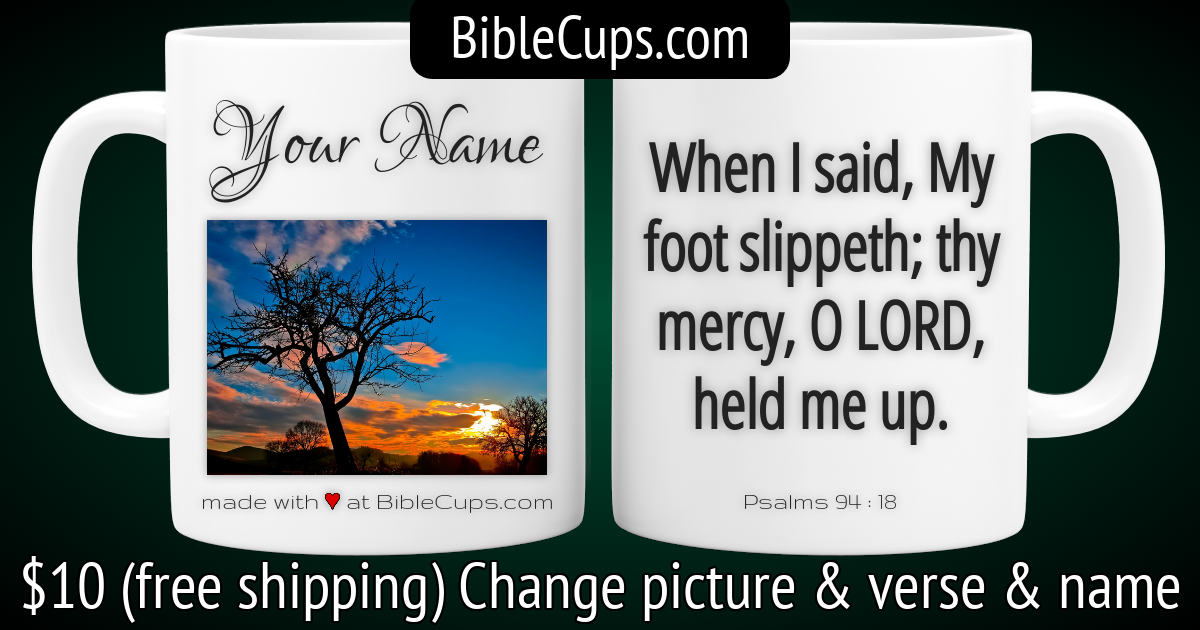 BibleCups.com
Your Name
made with ♥ at BibleCups.com
When I said, My
foot slippeth; thy
mercy, O LORD,
held me up.
Psalms 94 : 18
$10 (free shipping) Change picture & verse & name